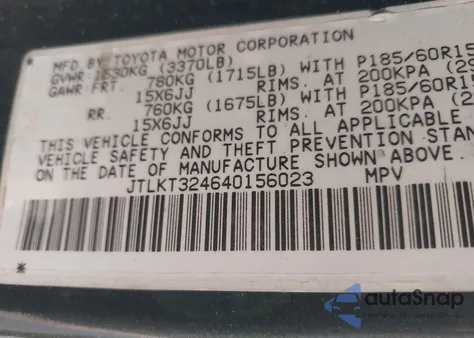 MFD.BY TOYOTA MOTOR CORPORATION
GVWR:1530KG (3370LB)
GAWR:FRT. 780KG (1715LB) WITH P185/60R15
15X6JJ RIMS. AT 200KPA (29
RR. 760KG (1675LB) WITH P185/60R1
15X6JJ RIMS. AT 200KPA (2
THIS VEHICLE CONFORMS TO ALL APPLICABLE
VEHICLE SAFETY AND THEFT PREVENTION STAN
ON THE DATE OF MANUFACTURE SHOWN ABOVE.
JTLKT324640156023 MPV
autoSnap